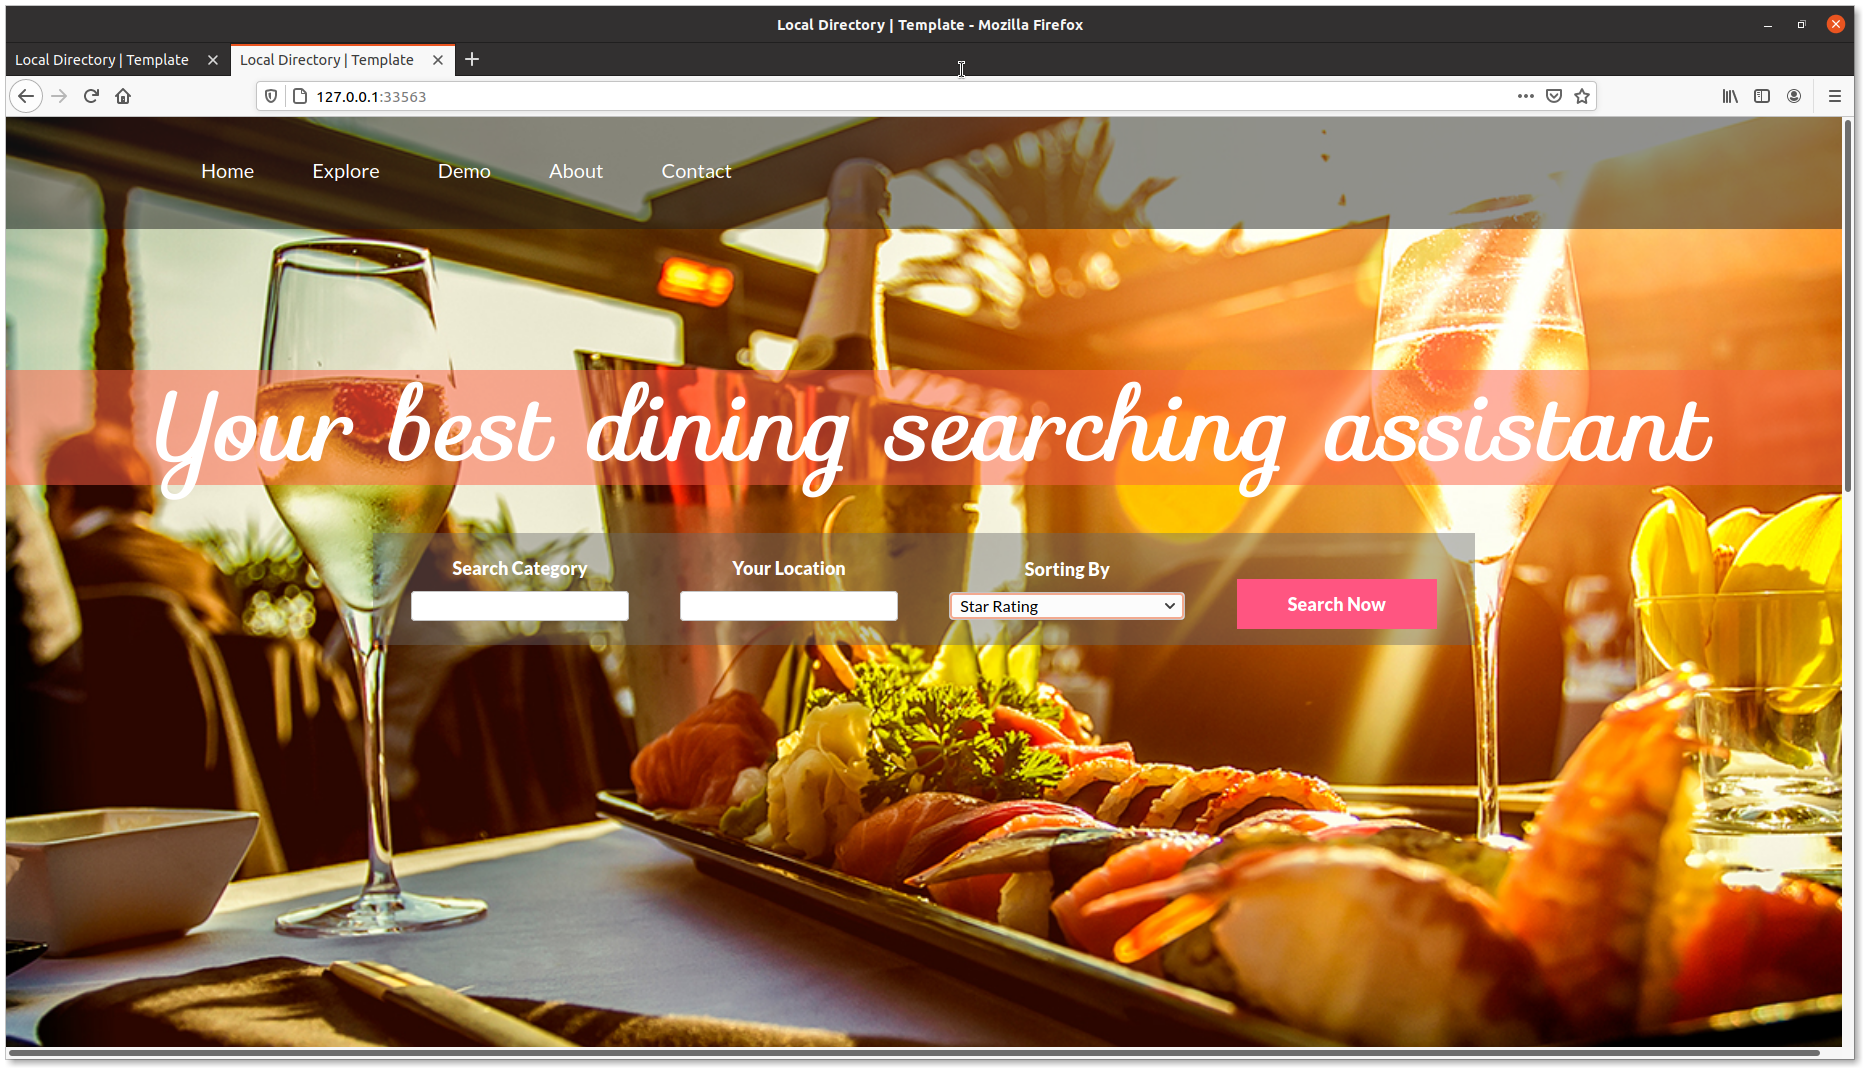 Local Directory | Template - Mozilla Firefox
Local Directory | Template
Local Directory | Template
127.0.0.1:33563
Home Explore Demo About Contact
Your best dining searching assistant
Search Category Your Location Sorting By
Star Rating
Search Now